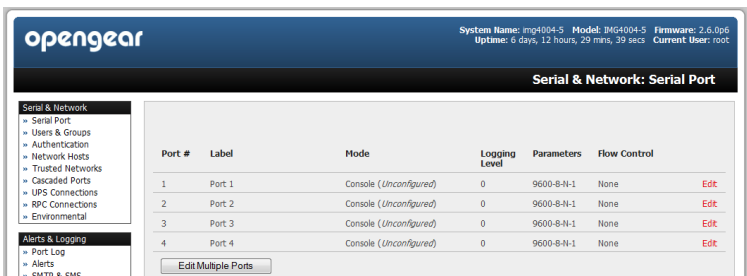 opengear
System Name: img4004-5 Model: IMG4004-5 Firmware: 2.6.0p6
Uptime: 6 days, 12 hours, 29 mins, 39 secs Current User: root
Serial & Network: Serial Port
Serial & Network
» Serial Port
» Users & Groups
» Authentication
» Network Hosts
» Trusted Networks
» Cascaded Ports
» UPS Connections
» RPC Connections
» Environmental
Alerts & Logging
» Port Log
» Alerts
» SMTP & SMS
Port # Label Mode Logging Level Parameters Flow Control
1 Port 1 Console (Unconfigured) 0 9600-8-N-1 None Edit
2 Port 2 Console (Unconfigured) 0 9600-8-N-1 None Edit
3 Port 3 Console (Unconfigured) 0 9600-8-N-1 None Edit
4 Port 4 Console (Unconfigured) 0 9600-8-N-1 None Edit
Edit Multiple Ports